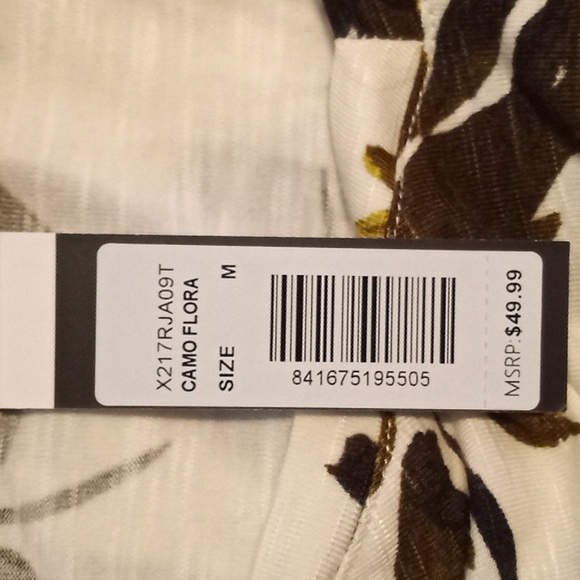 X217RJA09T
CAMO FLORA
SIZE M
841675195505
MSRP: $49.99